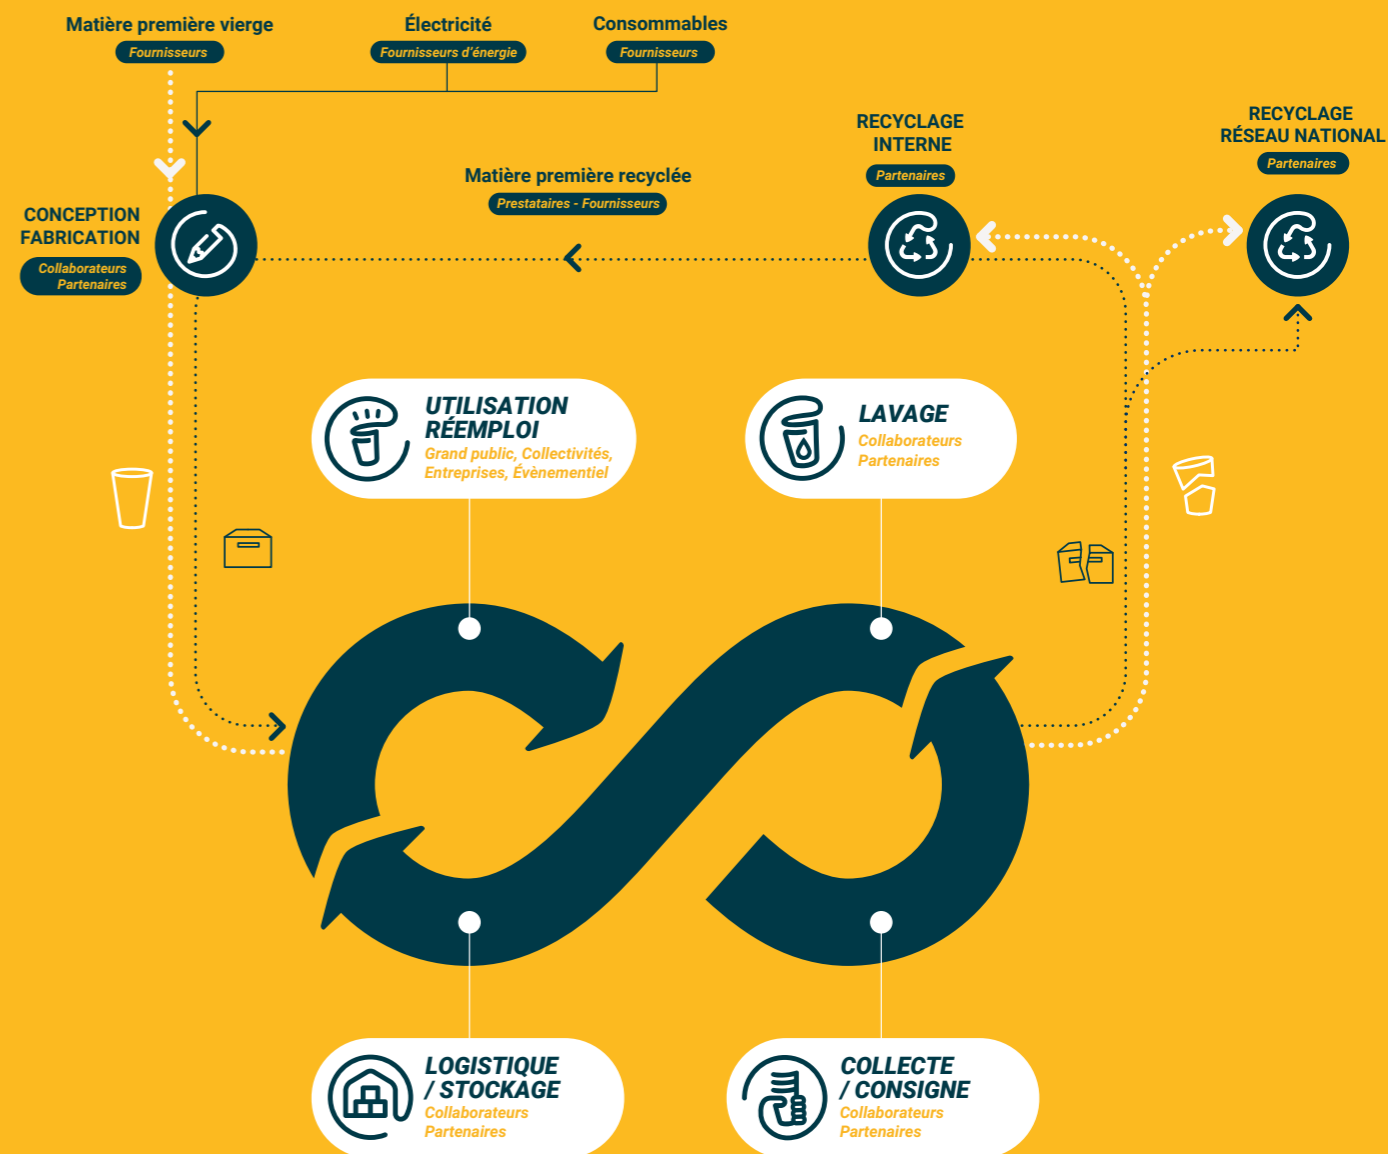 Matière première vierge
Fournisseurs
Électricité
Fournisseurs d'énergie
Consommables
Fournisseurs
RECYCLAGE
INTERNE
Partenaires
RECYCLAGE
RÉSEAU NATIONAL
Partenaires
Matière première recyclée
Prestataires - Fournisseurs
CONCEPTION
FABRICATION
Collaborateurs
Partenaires
UTILISATION
RÉEMPLOI
Grand public, Collectivités,
Entreprises, Évènementiel
LAVAGE
Collaborateurs
Partenaires
LOGISTIQUE
/ STOCKAGE
Collaborateurs
Partenaires
COLLECTE
/ CONSIGNE
Collaborateurs
Partenaires